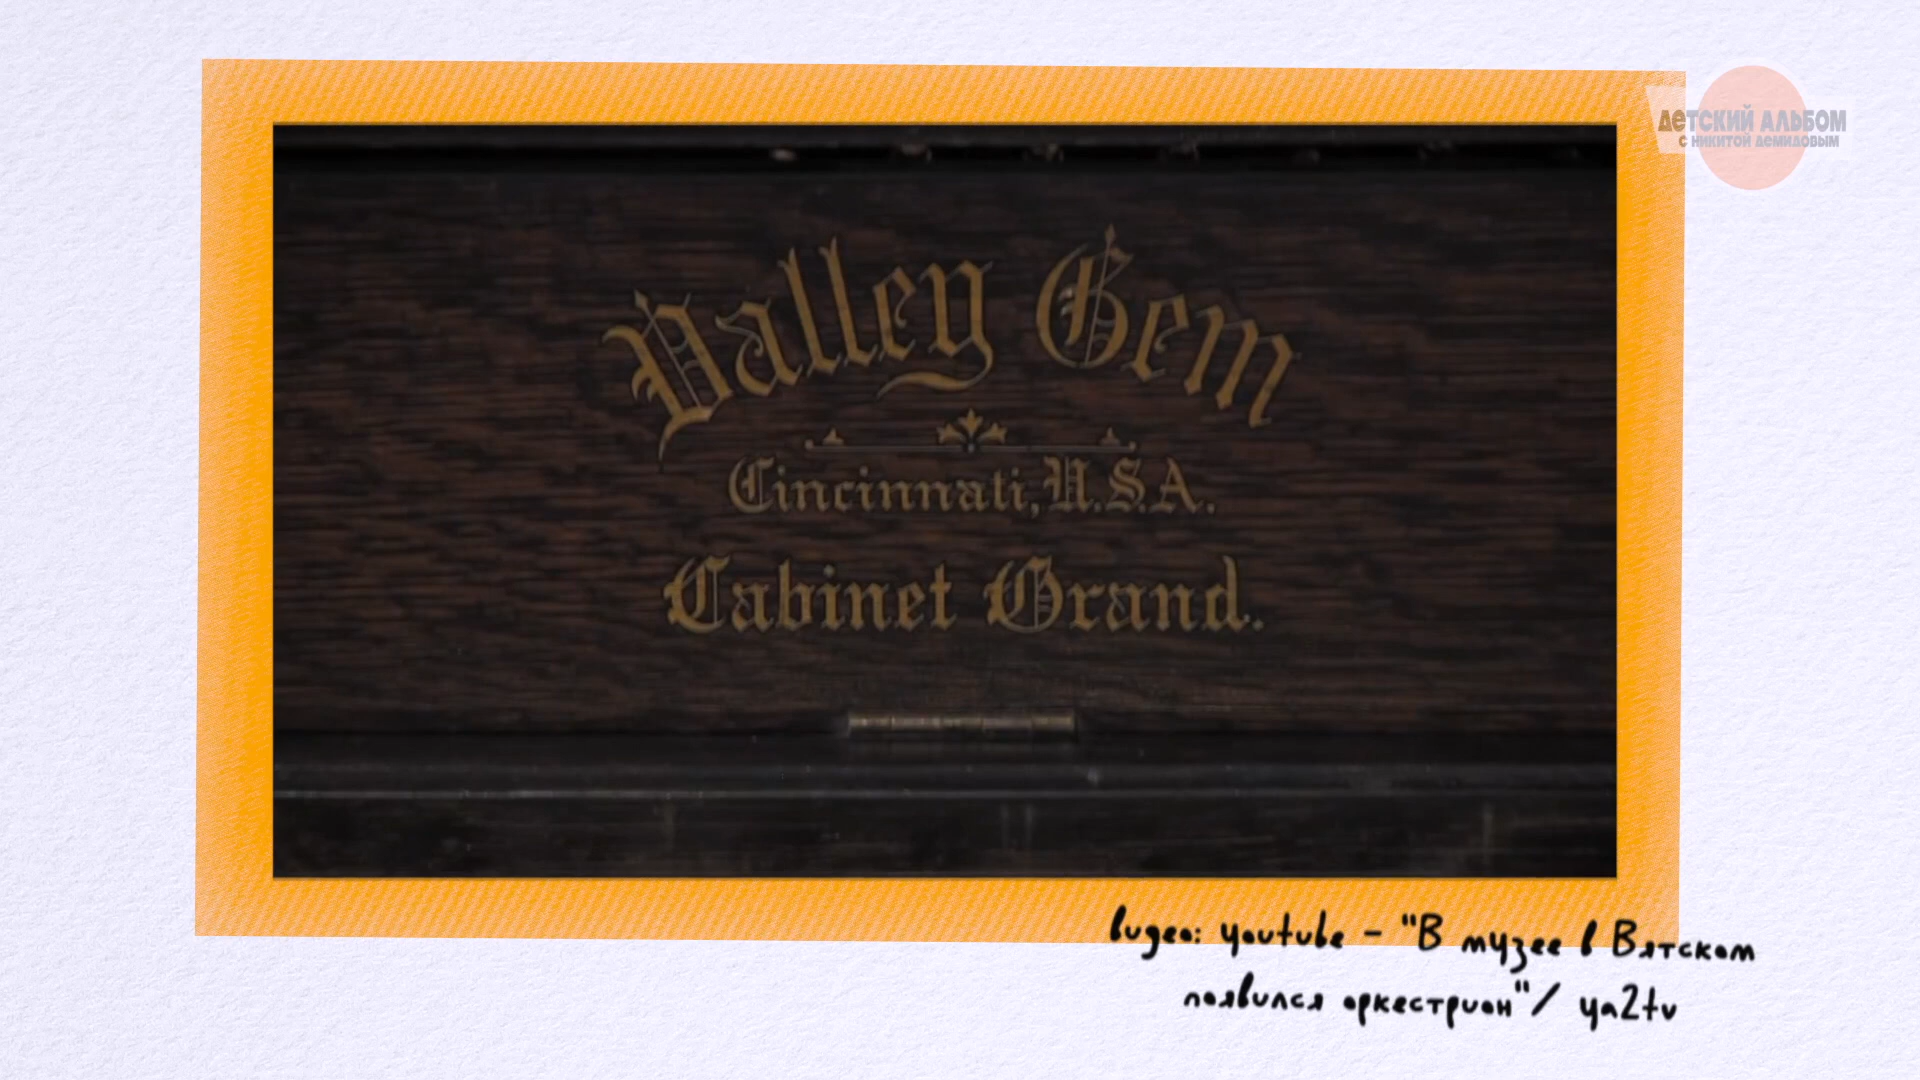 ДЕТСКИЙ АЛЬБОМ
С НИКИТОЙ ДЕМИДОВЫМ
Valley Gem
Cincinnati, U.S.A.
Cabinet Grand.
видео: youtube - "В музее в Вятском
появился оркестрион"/ ya2tv